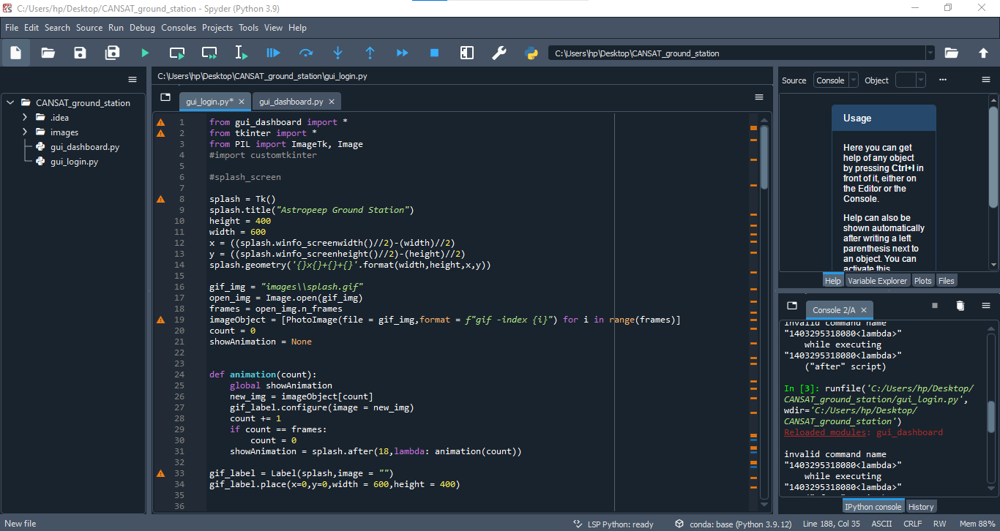 C:/Users/hp/Desktop/CANSAT_ground_station - Spyder (Python 3.9)
File Edit Search Source Run Debug Consoles Projects Tools View Help
C:\Users\hp\Desktop\CANSAT_ground_station
CANSAT_ground_station
.idea
images
gui_dashboard.py
gui_login.py
C:\Users\hp\Desktop\CANSAT_ground_station\gui_login.py
gui_login.py* gui_dashboard.py
1 from gui_dashboard import *
2 from tkinter import *
3 from PIL import ImageTk, Image
4 #import customtkinter
5
6 #splash_screen
7
8 splash = Tk()
9 splash.title("Astropeep Ground Station")
10 height = 400
11 width = 600
12 x = ((splash.winfo_screenwidth()//2)-(width)//2)
13 y = ((splash.winfo_screenheight()//2)-(height)//2)
14 splash.geometry('{}x{}+{}+{}'.format(width,height,x,y))
15
16 gif_img = "images\\splash.gif"
17 open_img = Image.open(gif_img)
18 frames = open_img.n_frames
19 imageObject = [PhotoImage(file = gif_img,format = f"gif -index {i}") for i in range(frames)]
20 count = 0
21 showAnimation = None
22
23
24 def animation(count):
25 global showAnimation
26 new_img = imageObject[count]
27 gif_label.configure(image = new_img)
28 count += 1
29 if count == frames:
30 count = 0
31 showAnimation = splash.after(18,lambda: animation(count))
32
33 gif_label = Label(splash,image = "")
34 gif_label.place(x=0,y=0,width = 600,height = 400)
35
36
Source Console Object
Usage
Here you can get
help of any object
by pressing Ctrl+I in
front of it, either on
the Editor or the
Console.
Help can also be
shown automatically
after writing a left
parenthesis next to
an object. You can
activate this
Help Variable Explorer Plots Files
Console 2/A
invalid command name
"1403295318080<lambda>"
while executing
"1403295318080<lambda>"
("after" script)
In [3]: runfile('C:/Users/hp/Desktop/
CANSAT_ground_station/gui_login.py',
wdir='C:/Users/hp/Desktop/
CANSAT_ground_station')
Reloaded modules: gui_dashboard
invalid command name
"1403295318080<lambda>"
while executing
"1403295318080<lambda>"
IPython console History
New file LSP Python: ready conda: base (Python 3.9.12) Line 188, Col 35 ASCII CRLF RW Mem 88%